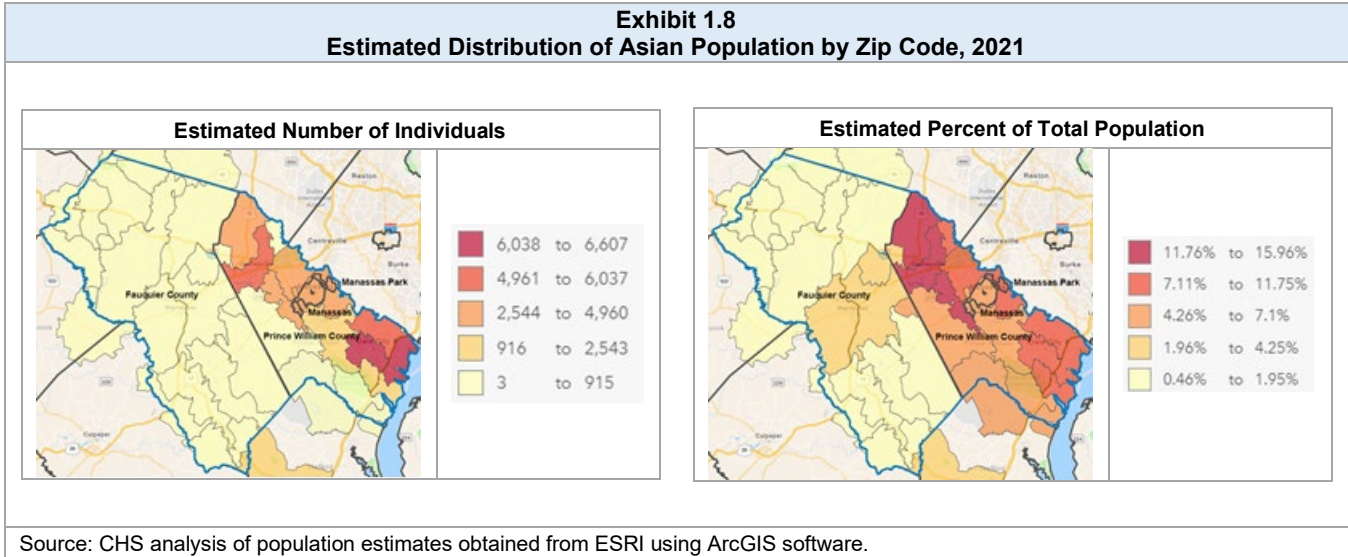 Exhibit 1.8
Estimated Distribution of Asian Population by Zip Code, 2021
Estimated Number of Individuals
Reston
Centreville
Burke
Manassas Park
Fauquier County
Manassas
Prince William County
Culpeper
6,038 to 6,607
4,961 to 6,037
2,544 to 4,960
916 to 2,543
3 to 915
Estimated Percent of Total Population
Reston
Centreville
Burke
Manassas Park
Fauquier County
Manassas
Prince William County
Culpeper
11.76% to 15.96%
7.11% to 11.75%
4.26% to 7.1%
1.96% to 4.25%
0.46% to 1.95%
Source: CHS analysis of population estimates obtained from ESRI using ArcGIS software.